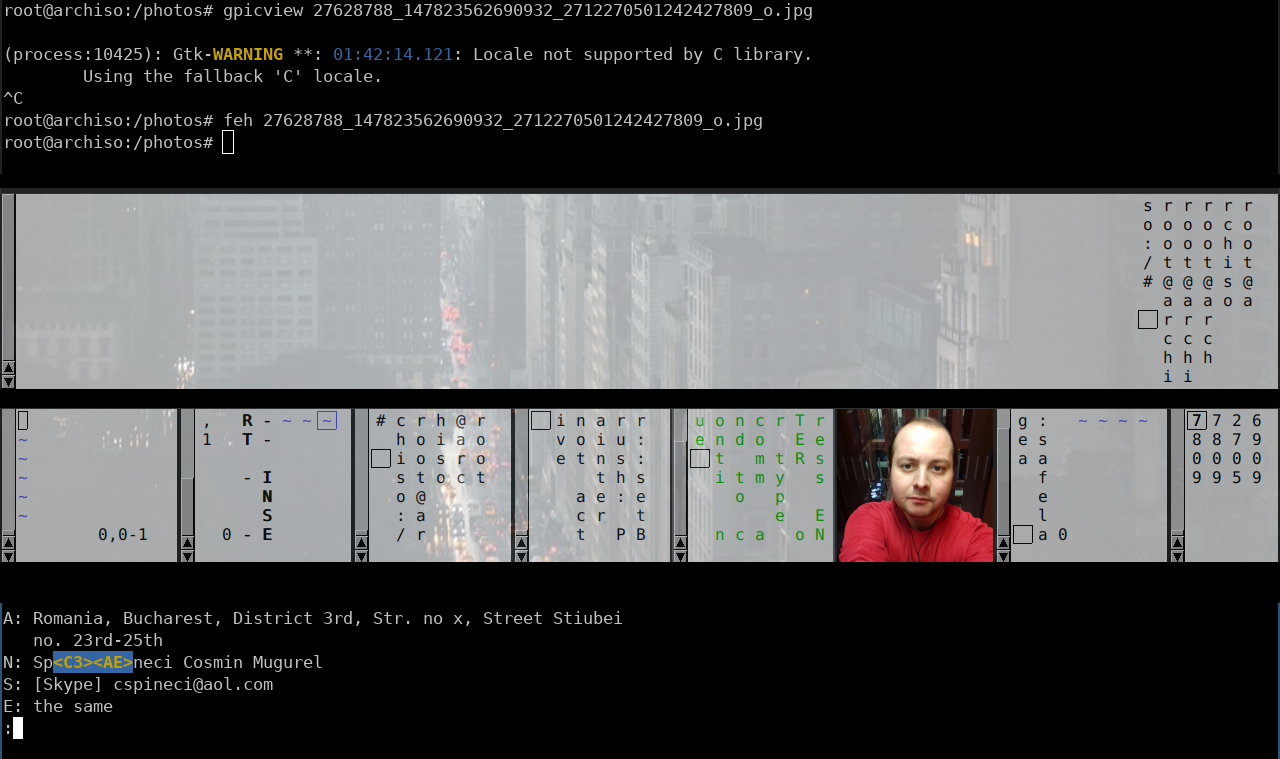 root@archiso:/photos# gpicview 27628788_147823562690932_2712270501242427809_o.jpg
(process:10425): Gtk-WARNING **: 01:42:14.121: Locale not supported by C library.
Using the fallback 'C' locale.
^C
root@archiso:/photos# feh 27628788_147823562690932_2712270501242427809_o.jpg
root@archiso:/photos#
s r r r r r
o o o o c o
: o o o h o
/ t t t i t
# @ @ @ s @
a a a o a
r r r
c c c
h h h
i i
~
~
~
~
~
0,0-1
, R - ~ ~ ~
1 T -
- I
N
S
0 - E
# c r h @ r
h o i a o
i o s r o
s t o c t
o @
: a
/ r
i n a r r
v o i u :
e t n s :
t h s
a e : e
c r t
t P B
u o n c r T r
e n d o E e
t m t R s
i t m y s
o p
e E
n c a o N
g : ~ ~ ~ ~
e s
a a
f
e
l
a 0
7 7 2 6
8 8 7 9
0 0 0 0
9 9 5 9
A: Romania, Bucharest, District 3rd, Str. no x, Street Stiubei
no. 23rd-25th
N: Sp<C3><AE>neci Cosmin Mugurel
S: [Skype] cspineci@aol.com
E: the same
: